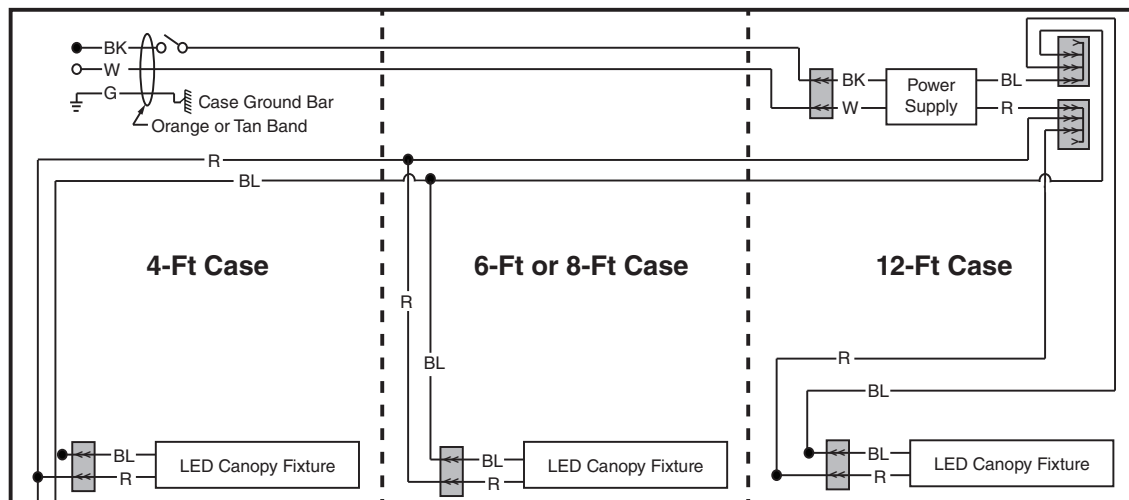 BK
W
G
Case Ground Bar
Orange or Tan Band
BK
W
Power
Supply
BL
R
R
BL
4-Ft Case
6-Ft or 8-Ft Case
12-Ft Case
R
BL
R
BL
BL
R
LED Canopy Fixture
BL
R
LED Canopy Fixture
BL
R
LED Canopy Fixture